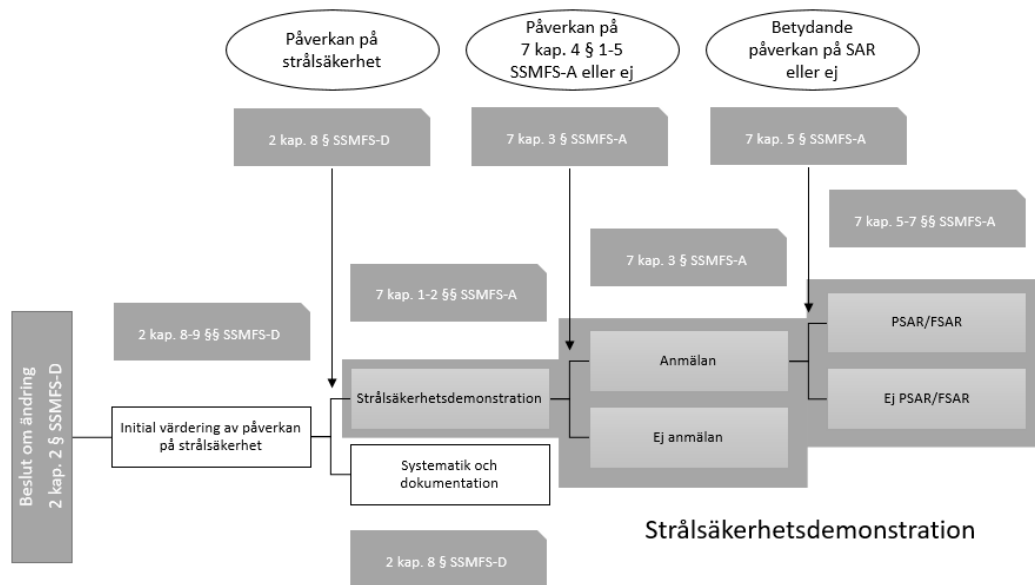 Påverkan på
strålsäkerhet
Påverkan på
7 kap. 4 § 1-5
SSMFS-A eller ej
Betydande
påverkan på SAR
eller ej
2 kap. 8 § SSMFS-D
7 kap. 3 § SSMFS-A
7 kap. 5 § SSMFS-A
7 kap. 5-7 §§ SSMFS-A
7 kap. 3 § SSMFS-A
7 kap. 1-2 §§ SSMFS-A
2 kap. 8-9 §§ SSMFS-D
Beslut om ändring
2 kap. 2 § SSMFS-D
Initial värdering av påverkan
på strålsäkerhet
Strålsäkerhetsdemonstration
Systematik och
dokumentation
Anmälan
Ej anmälan
PSAR/FSAR
Ej PSAR/FSAR
Strålsäkerhetsdemonstration
2 kap. 8 § SSMFS-D